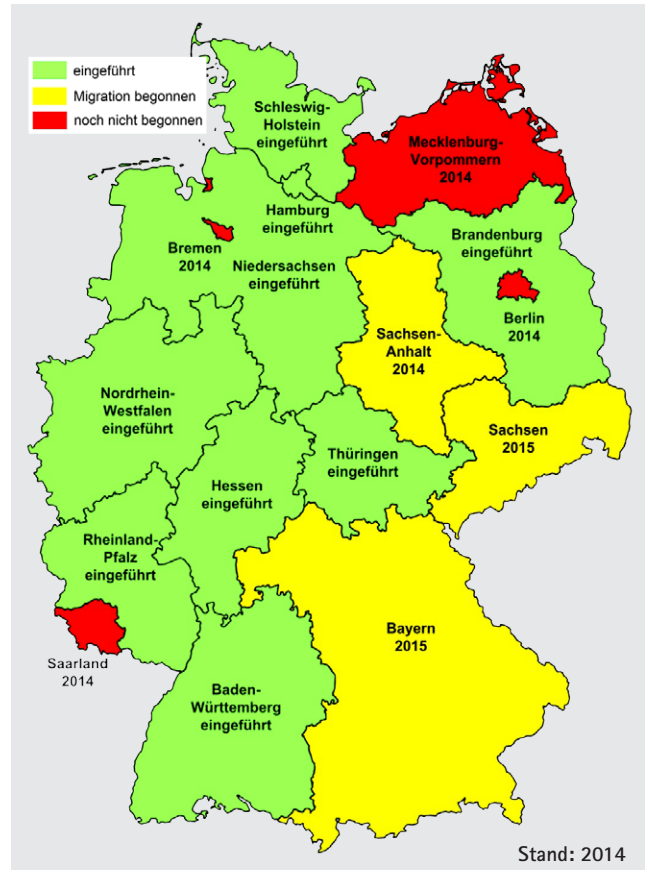 eingeführt
Migration begonnen
noch nicht begonnen
Schleswig-
Holstein
eingeführt
Mecklenburg-
Vorpommern
2014
Hamburg
eingeführt
Bremen
2014
Niedersachsen
eingeführt
Brandenburg
eingeführt
Berlin
2014
Sachsen-
Anhalt
2014
Nordrhein-
Westfalen
eingeführt
Sachsen
2015
Thüringen
eingeführt
Hessen
eingeführt
Rheinland-
Pfalz
eingeführt
Saarland
2014
Bayern
2015
Baden-
Württemberg
eingeführt
Stand: 2014